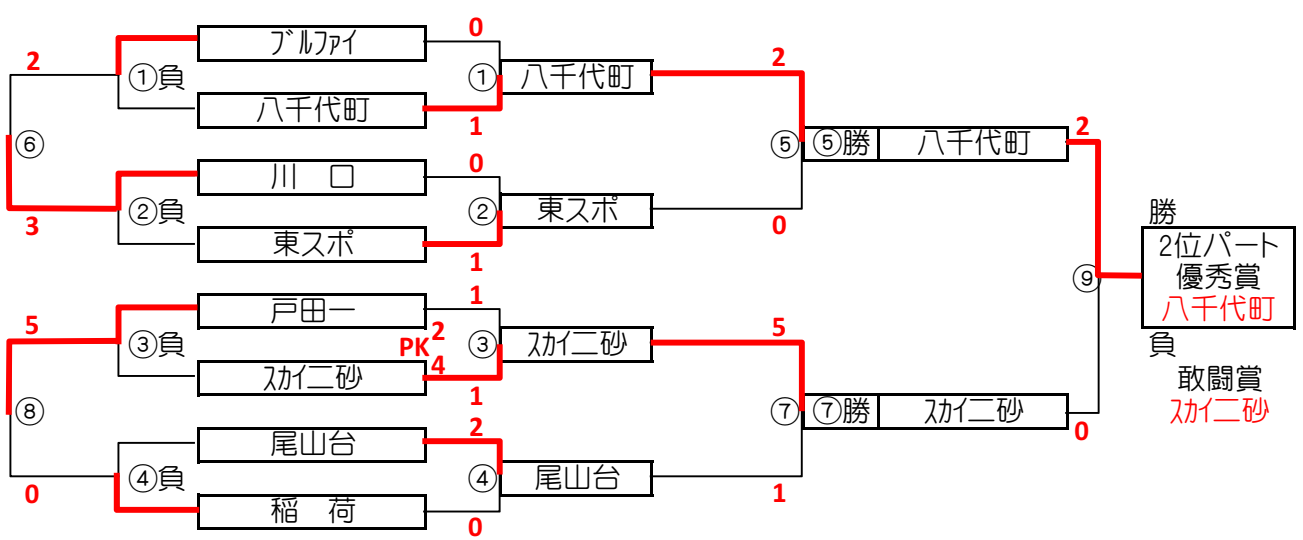 ﾌﾞﾙﾌｧｲ
0
2
①負
①
八千代町
2
八千代町
1
⑥
⑤
⑤勝
八千代町
2
川　口
0
②負
②
東スポ
3
東スポ
1
0
勝
2位パート
優秀賞
八千代町
⑨
戸田一
1
5
③負
PK
2
4
③
ｽｶｲ二砂
5
負
ｽｶｲ二砂
1
敢闘賞
ｽｶｲ二砂
⑧
⑦
⑦勝
ｽｶｲ二砂
0
尾山台
2
④負
④
尾山台
0
稲　荷
0
1